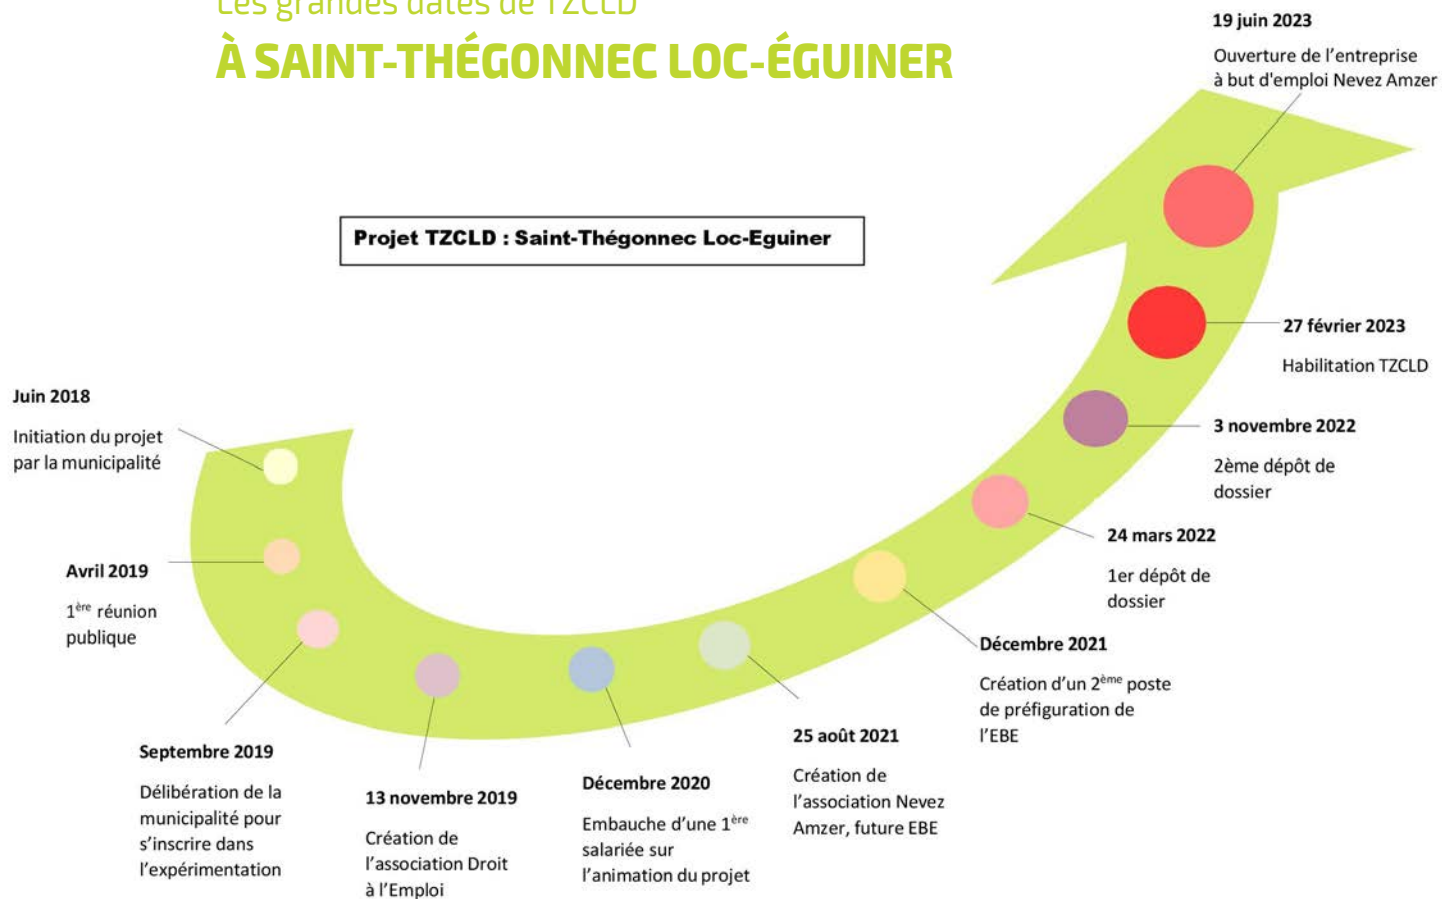 Les grandes dates de TZCLD
À SAINT-THÉGONNEC LOC-ÉGUINER
Projet TZCLD : Saint-Thégonnec Loc-Eguiner
Juin 2018
Initiation du projet
par la municipalité
Avril 2019
1ère réunion
publique
Septembre 2019
Délibération de la
municipalité pour
s’inscrire dans
l’expérimentation
13 novembre 2019
Création de
l’association Droit
à l’Emploi
Décembre 2020
Embauche d’une 1ère
salariée sur
l’animation du projet
25 août 2021
Création de
l’association Nevez
Amzer, future EBE
Décembre 2021
Création d’un 2ème poste
de préfiguration de
l’EBE
24 mars 2022
1er dépôt de
dossier
3 novembre 2022
2ème dépôt de
dossier
27 février 2023
Habilitation TZCLD
19 juin 2023
Ouverture de l’entreprise
à but d'emploi Nevez Amzer